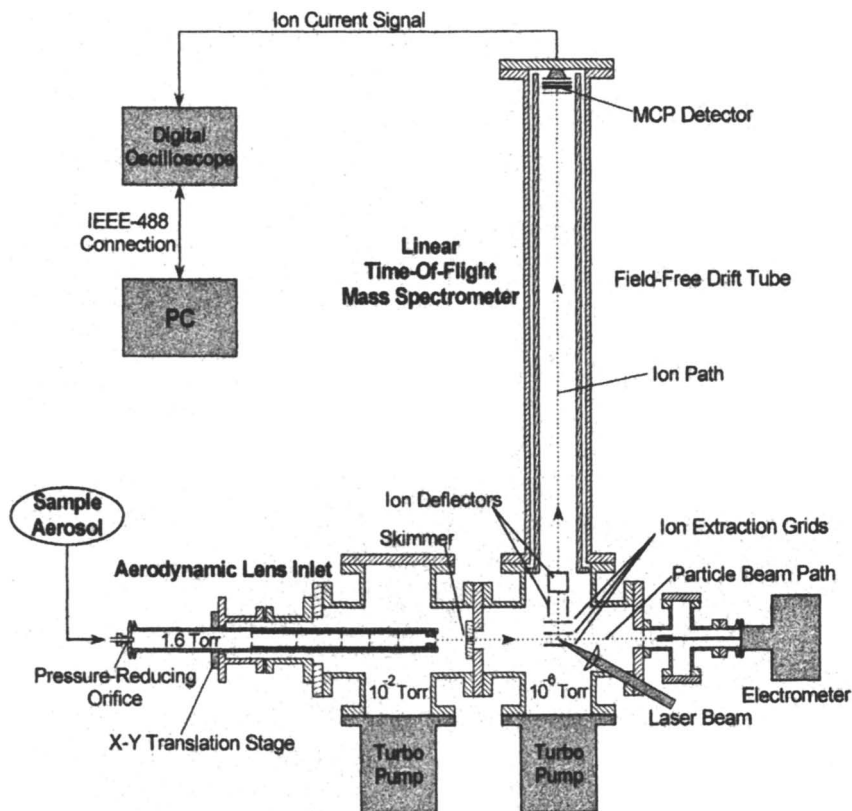 Ion Current Signal
MCP Detector
Digital
Oscilloscope
IEEE-488
Connection
Linear
Time-Of-Flight
Mass Spectrometer
Field-Free Drift Tube
PC
Ion Path
Sample
Aerosol
Ion Deflectors
Skimmer
Ion Extraction Grids
Aerodynamic Lens Inlet
Particle Beam Path
1.6 Torr
Pressure-Reducing
Orifice
10⁻² Torr
10⁻⁶ Torr
Electrometer
Laser Beam
X-Y Translation Stage
Turbo
Pump
Turbo
Pump